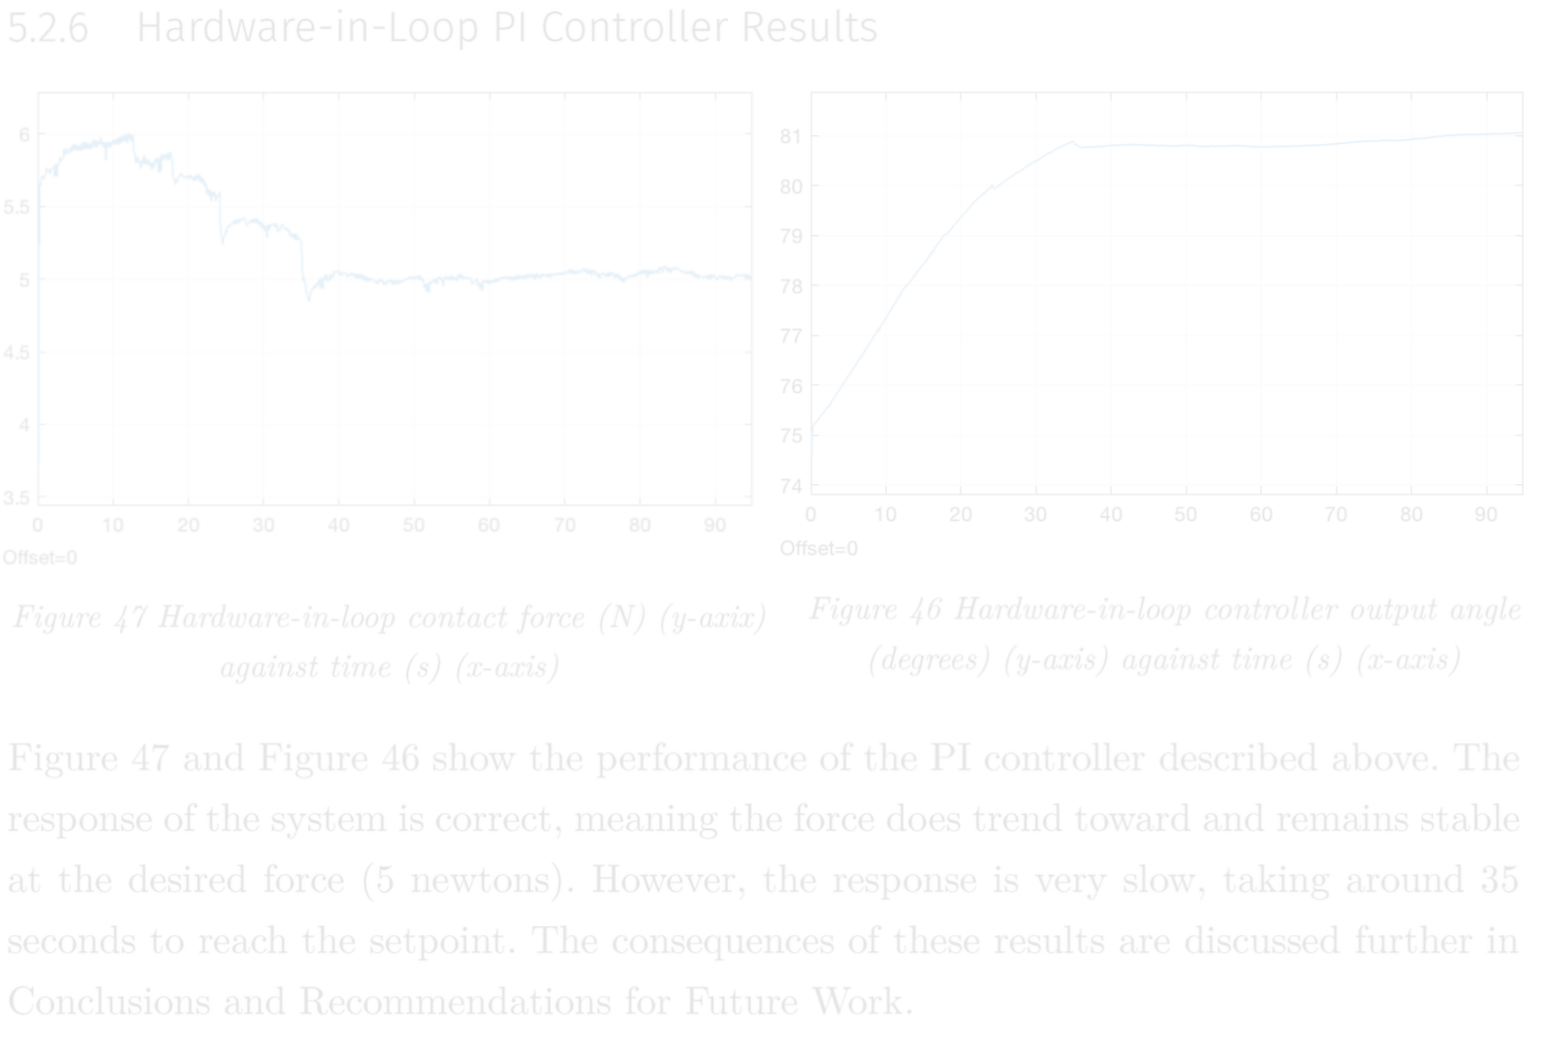 5.2.6 Hardware-in-Loop PI Controller Results
6
5.5
5
4.5
4
3.5
0 10 20 30 40 50 60 70 80 90
Offset=0
81
80
79
78
77
76
75
74
0 10 20 30 40 50 60 70 80 90
Offset=0
Figure 47 Hardware-in-loop contact force (N) (y-axix)
against time (s) (x-axis)
Figure 46 Hardware-in-loop controller output angle
(degrees) (y-axis) against time (s) (x-axis)
Figure 47 and Figure 46 show the performance of the PI controller described above. The
response of the system is correct, meaning the force does trend toward and remains stable
at the desired force (5 newtons). However, the response is very slow, taking around 35
seconds to reach the setpoint. The consequences of these results are discussed further in
Conclusions and Recommendations for Future Work.